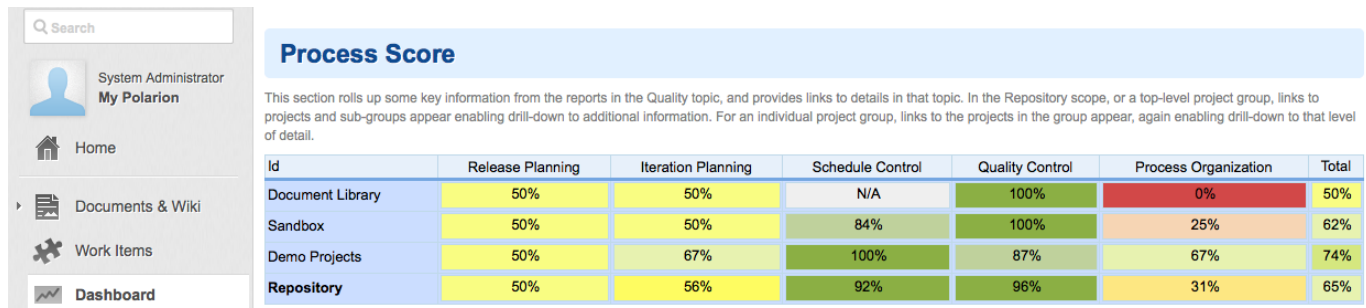 Search
System Administrator
My Polarion
Home
Documents & Wiki
Work Items
Dashboard
Process Score
This section rolls up some key information from the reports in the Quality topic, and provides links to details in that topic. In the Repository scope, or a top-level project group, links to
projects and sub-groups appear enabling drill-down to additional information. For an individual project group, links to the projects in the group appear, again enabling drill-down to that level
of detail.
Id Release Planning Iteration Planning Schedule Control Quality Control Process Organization Total
Document Library 50% 50% N/A 100% 0% 50%
Sandbox 50% 50% 84% 100% 25% 62%
Demo Projects 50% 67% 100% 87% 67% 74%
Repository 50% 56% 92% 96% 31% 65%